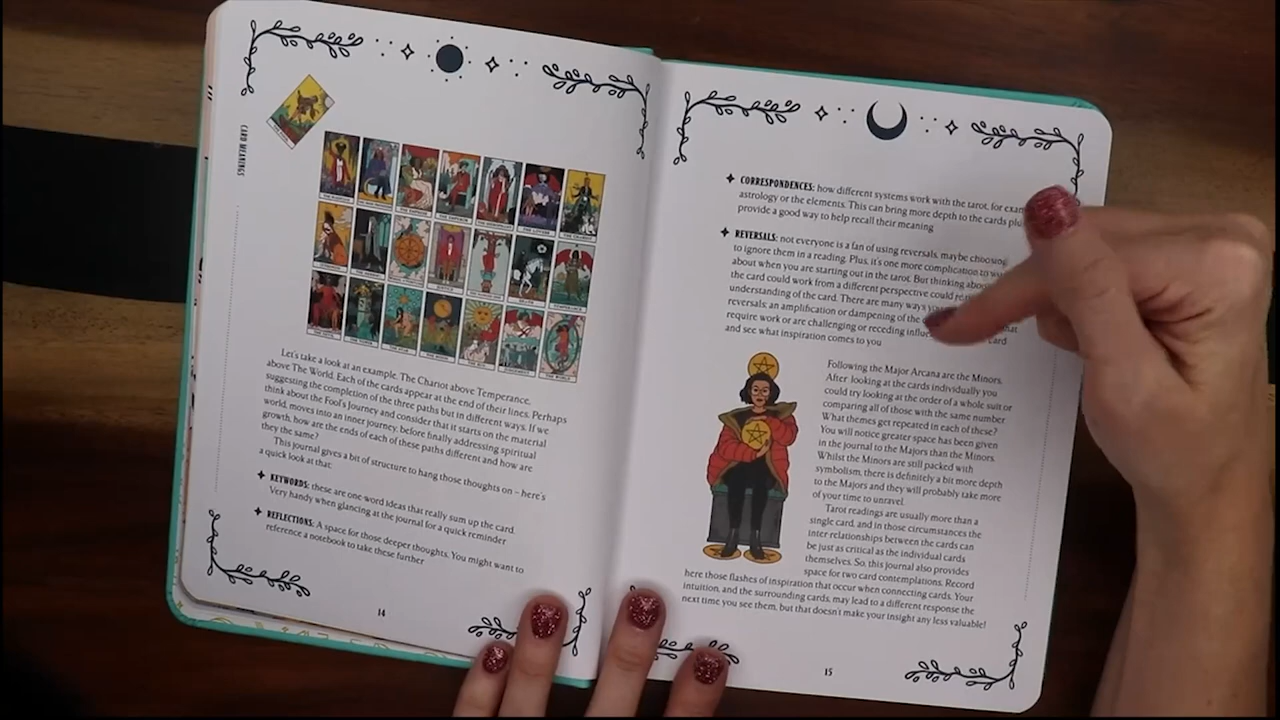 CARD MEANINGS
Let's take a look at an example. The Chariot above Temperance,
above The World. Each of the cards appear at the end of their lines. Perhaps
suggesting the completion of the three paths but in different ways. If we
think about the Fool's Journey and consider that it starts on the material
world, moves into an inner journey, before finally addressing spiritual
growth, how are the ends of each of these paths different and how are
they the same?
This journal gives a bit of structure to hang those thoughts on – here's
a quick look at that:
KEYWORDS: these are one-word ideas that really sum up the card.
Very handy when glancing at the journal for a quick reminder
REFLECTIONS: A space for those deeper thoughts. You might want to
reference a notebook to take these further
14
CORRESPONDENCES: how different systems work with the tarot, for
astrology or the elements. This can bring more depth to the cards
provide a good way to help recall their meaning
REVERSALS: not everyone is a fan of using reversals, maybe choosing
to ignore them in a reading. Plus, it's one more complication to
about when you are starting out in the tarot. But thinking
the card could work from a different perspective could
understanding of the card. There are many ways
reversals; an amplification or dampening of the
require work or are challenging or receding card
and see what inspiration comes to you
Following the Major Arcana are the Minors.
After looking at the cards individually you
could try looking at the order of a whole suit or
comparing all of those with the same number
What themes get repeated in each of these?
You will notice greater space has been given
in the journal to the Majors than the Minors.
Whilst the Minors are still packed with
symbolism, there is definitely a bit more depth
to the Majors and they will probably take more
of your time to unravel.
Tarot readings are usually more than a
single card, and in those circumstances the
inter relationships between the cards can
be just as critical as the individual cards
themselves. So, this journal also provides
space for two card contemplations. Record
here those flashes of inspiration that occur when connecting cards. Your
intuition, and the surrounding cards, may lead to a different response the
next time you see them, but that doesn't make your insight any less valuable!
15